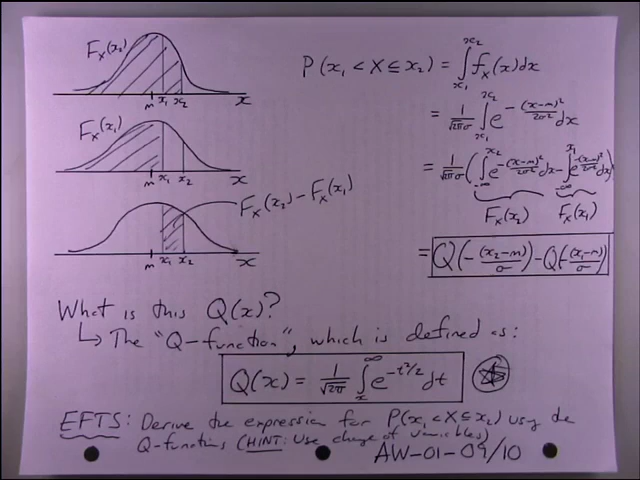 F_X(x_2)
m x_1 x_2 x
F_X(x_1)
m x_1 x_2 x
F_X(x_2) - F_X(x_1)
m x_1 x_2 x
P(x_1 < X ≤ x_2) = ∫_{x_1}^{x_2} f_X(x)dx
= 1/√2πσ ∫_{x_1}^{x_2} e^{-(x-m)²/2σ²} dx
= 1/√2πσ (∫_{-∞}^{x_2} e^{-(x-m)²/2σ²} dx - ∫_{-∞}^{x_1} e^{-(x-m)²/2σ²} dx)
F_X(x_2) F_X(x_1)
= Q(-(x_2-m)/σ) - Q(-(x_1-m)/σ)
What is this Q(x)?
↳ The "Q-function", which is defined as:
Q(x) = 1/√2π ∫_x^∞ e^{-t²/2} dt
EFTS: Derive the expression for P(x_1 < X ≤ x_2) using the
Q-functions (HINT: Use change of variables)
AW-01-09/10